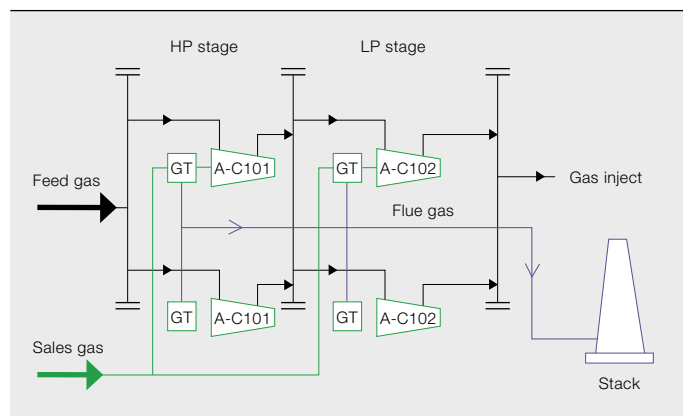 HP stage
LP stage
GT
A-C101
GT
A-C102
Feed gas
Gas inject
Flue gas
GT
A-C101
GT
A-C102
Sales gas
Stack